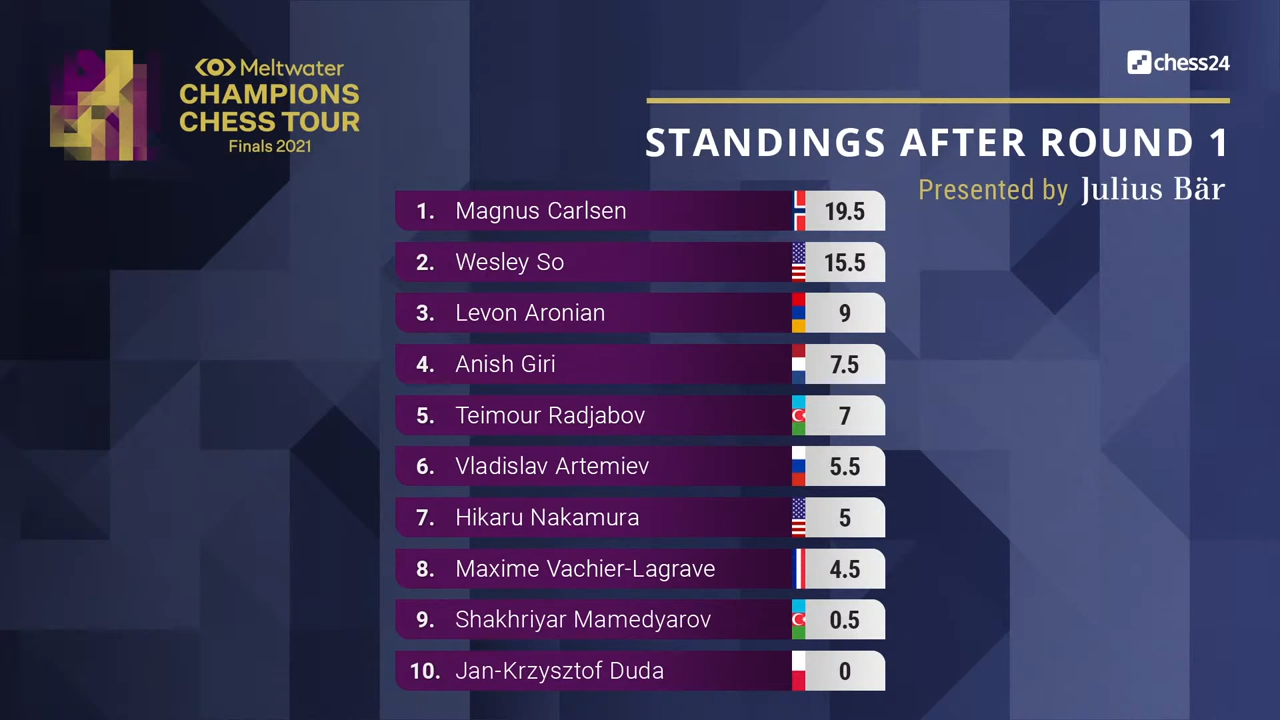 Meltwater
CHAMPIONS
CHESS TOUR
Finals 2021
chess24
STANDINGS AFTER ROUND 1
Presented by Julius Bär
1. Magnus Carlsen 19.5
2. Wesley So 15.5
3. Levon Aronian 9
4. Anish Giri 7.5
5. Teimour Radjabov 7
6. Vladislav Artemiev 5.5
7. Hikaru Nakamura 5
8. Maxime Vachier-Lagrave 4.5
9. Shakhriyar Mamedyarov 0.5
10. Jan-Krzysztof Duda 0